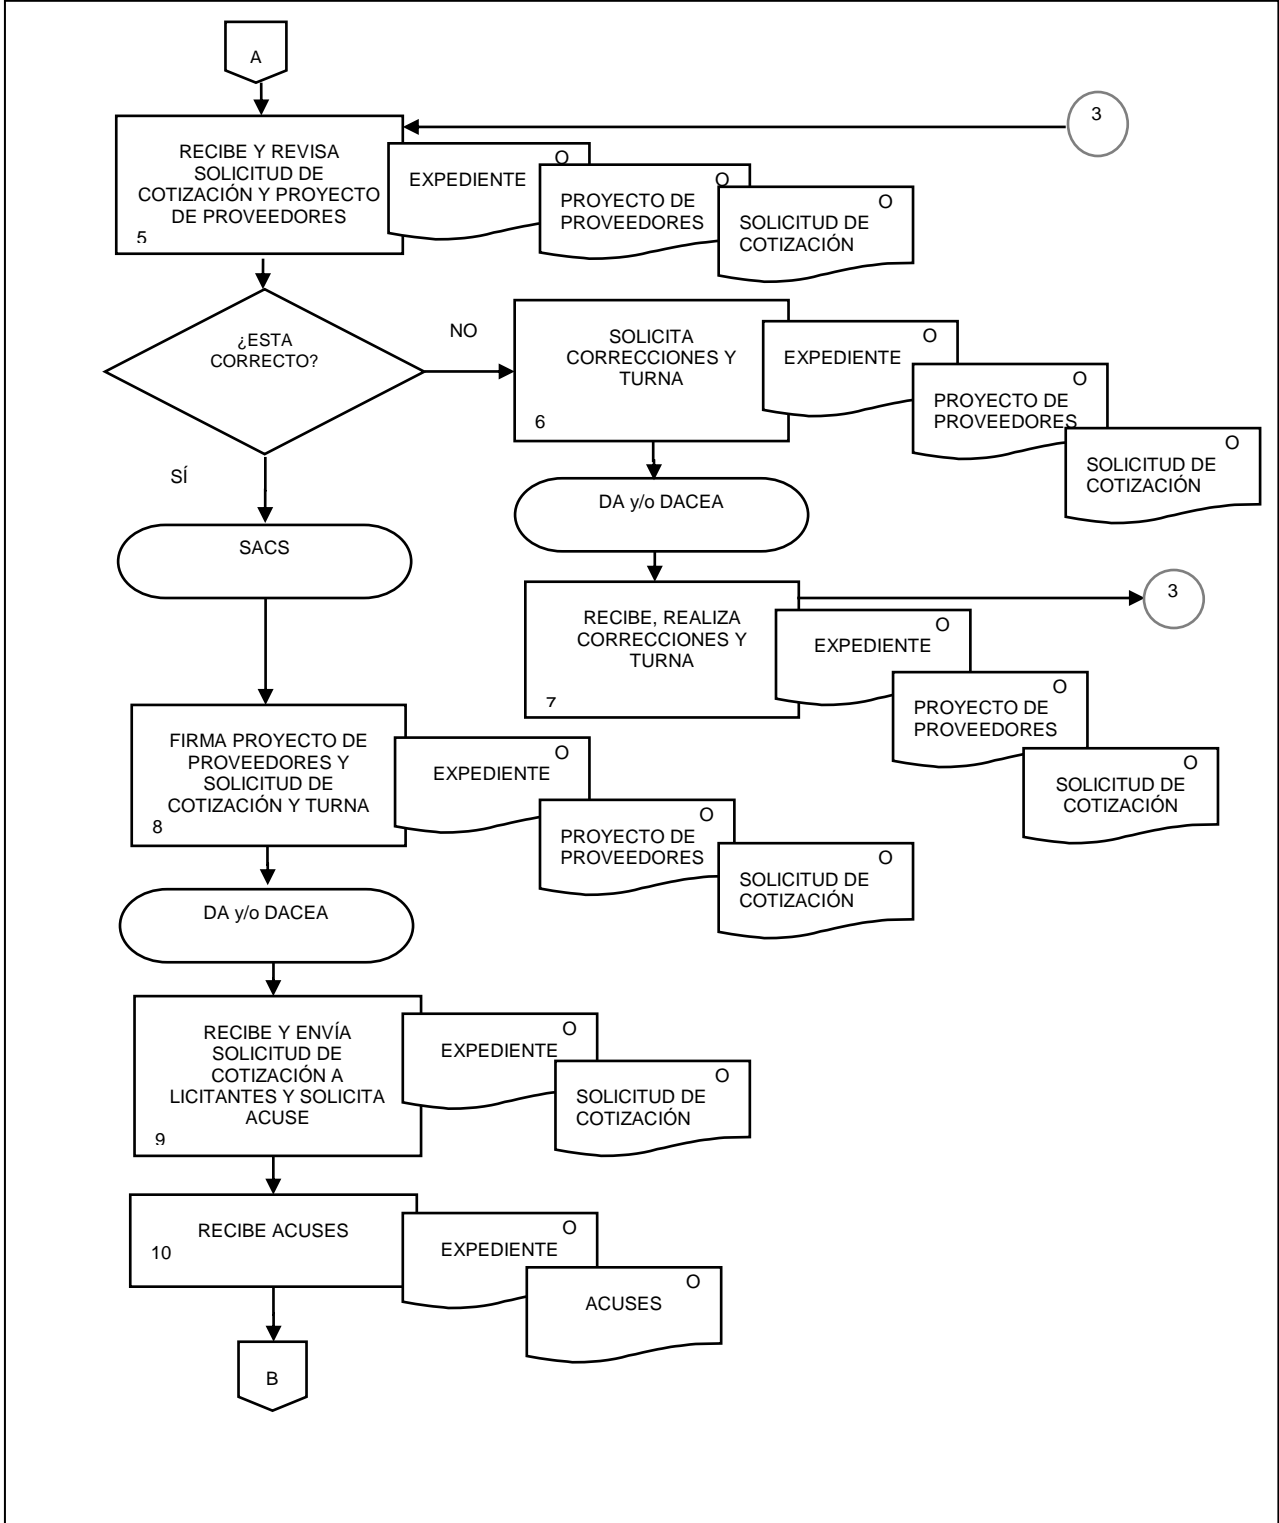 A
3
RECIBE Y REVISA
SOLICITUD DE
COTIZACIÓN Y PROYECTO
DE PROVEEDORES
5
O
EXPEDIENTE
O
PROYECTO DE
PROVEEDORES
O
SOLICITUD DE
COTIZACIÓN
¿ESTA
CORRECTO?
NO
SOLICITA
CORRECCIONES Y
TURNA
6
O
EXPEDIENTE
O
PROYECTO DE
PROVEEDORES
O
SOLICITUD DE
COTIZACIÓN
SÍ
DA y/o DACEA
SACS
RECIBE, REALIZA
CORRECCIONES Y
TURNA
7
3
O
EXPEDIENTE
O
PROYECTO DE
PROVEEDORES
O
SOLICITUD DE
COTIZACIÓN
FIRMA PROYECTO DE
PROVEEDORES Y
SOLICITUD DE
COTIZACIÓN Y TURNA
8
O
EXPEDIENTE
O
PROYECTO DE
PROVEEDORES
O
SOLICITUD DE
COTIZACIÓN
DA y/o DACEA
RECIBE Y ENVÍA
SOLICITUD DE
COTIZACIÓN A
LICITANTES Y SOLICITA
ACUSE
9
O
EXPEDIENTE
O
SOLICITUD DE
COTIZACIÓN
RECIBE ACUSES
10
O
EXPEDIENTE
O
ACUSES
B